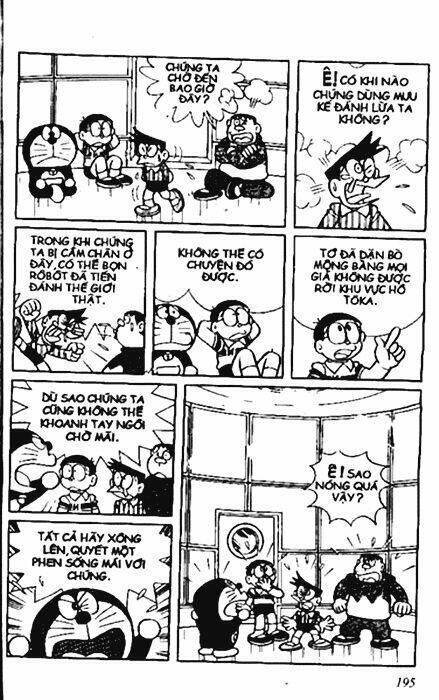 CHỨNG TA
CHỜ ĐẾN
BAO GIỜ
ĐÂY?
Ê! CÓ KHI NÀO
CHÚNG DÙNG MƯU
KẾ ĐÁNH LỪA TA
KHÔNG?
TRONG KHI CHÚNG
TA BỊ CẦM CHÂN Ở
ĐÂY, CÓ THỂ BỌN
RÔBỐT ĐÃ TIẾN
ĐÁNH THẾ GIỚI
THẬT.
KHÔNG THỂ CÓ
CHUYỆN ĐÓ
ĐƯỢC.
TỚ ĐÃ DẶN BÒ
MỘNG BẰNG MỌI
GIÁ KHÔNG ĐƯỢC
RỜI KHU VỰC HỒ
TÔKA.
DÙ SAO CHÚNG TA
CŨNG KHÔNG THỂ
KHOANH TAY NGỒI
CHỜ MÃI.
TẤT CẢ HÃY XÔNG
LÊN, QUYẾT MỘT
PHEN SỐNG MÁI VỚI
CHÚNG.
Ê! SAO
NÓNG QUÁ
VẬY?
195